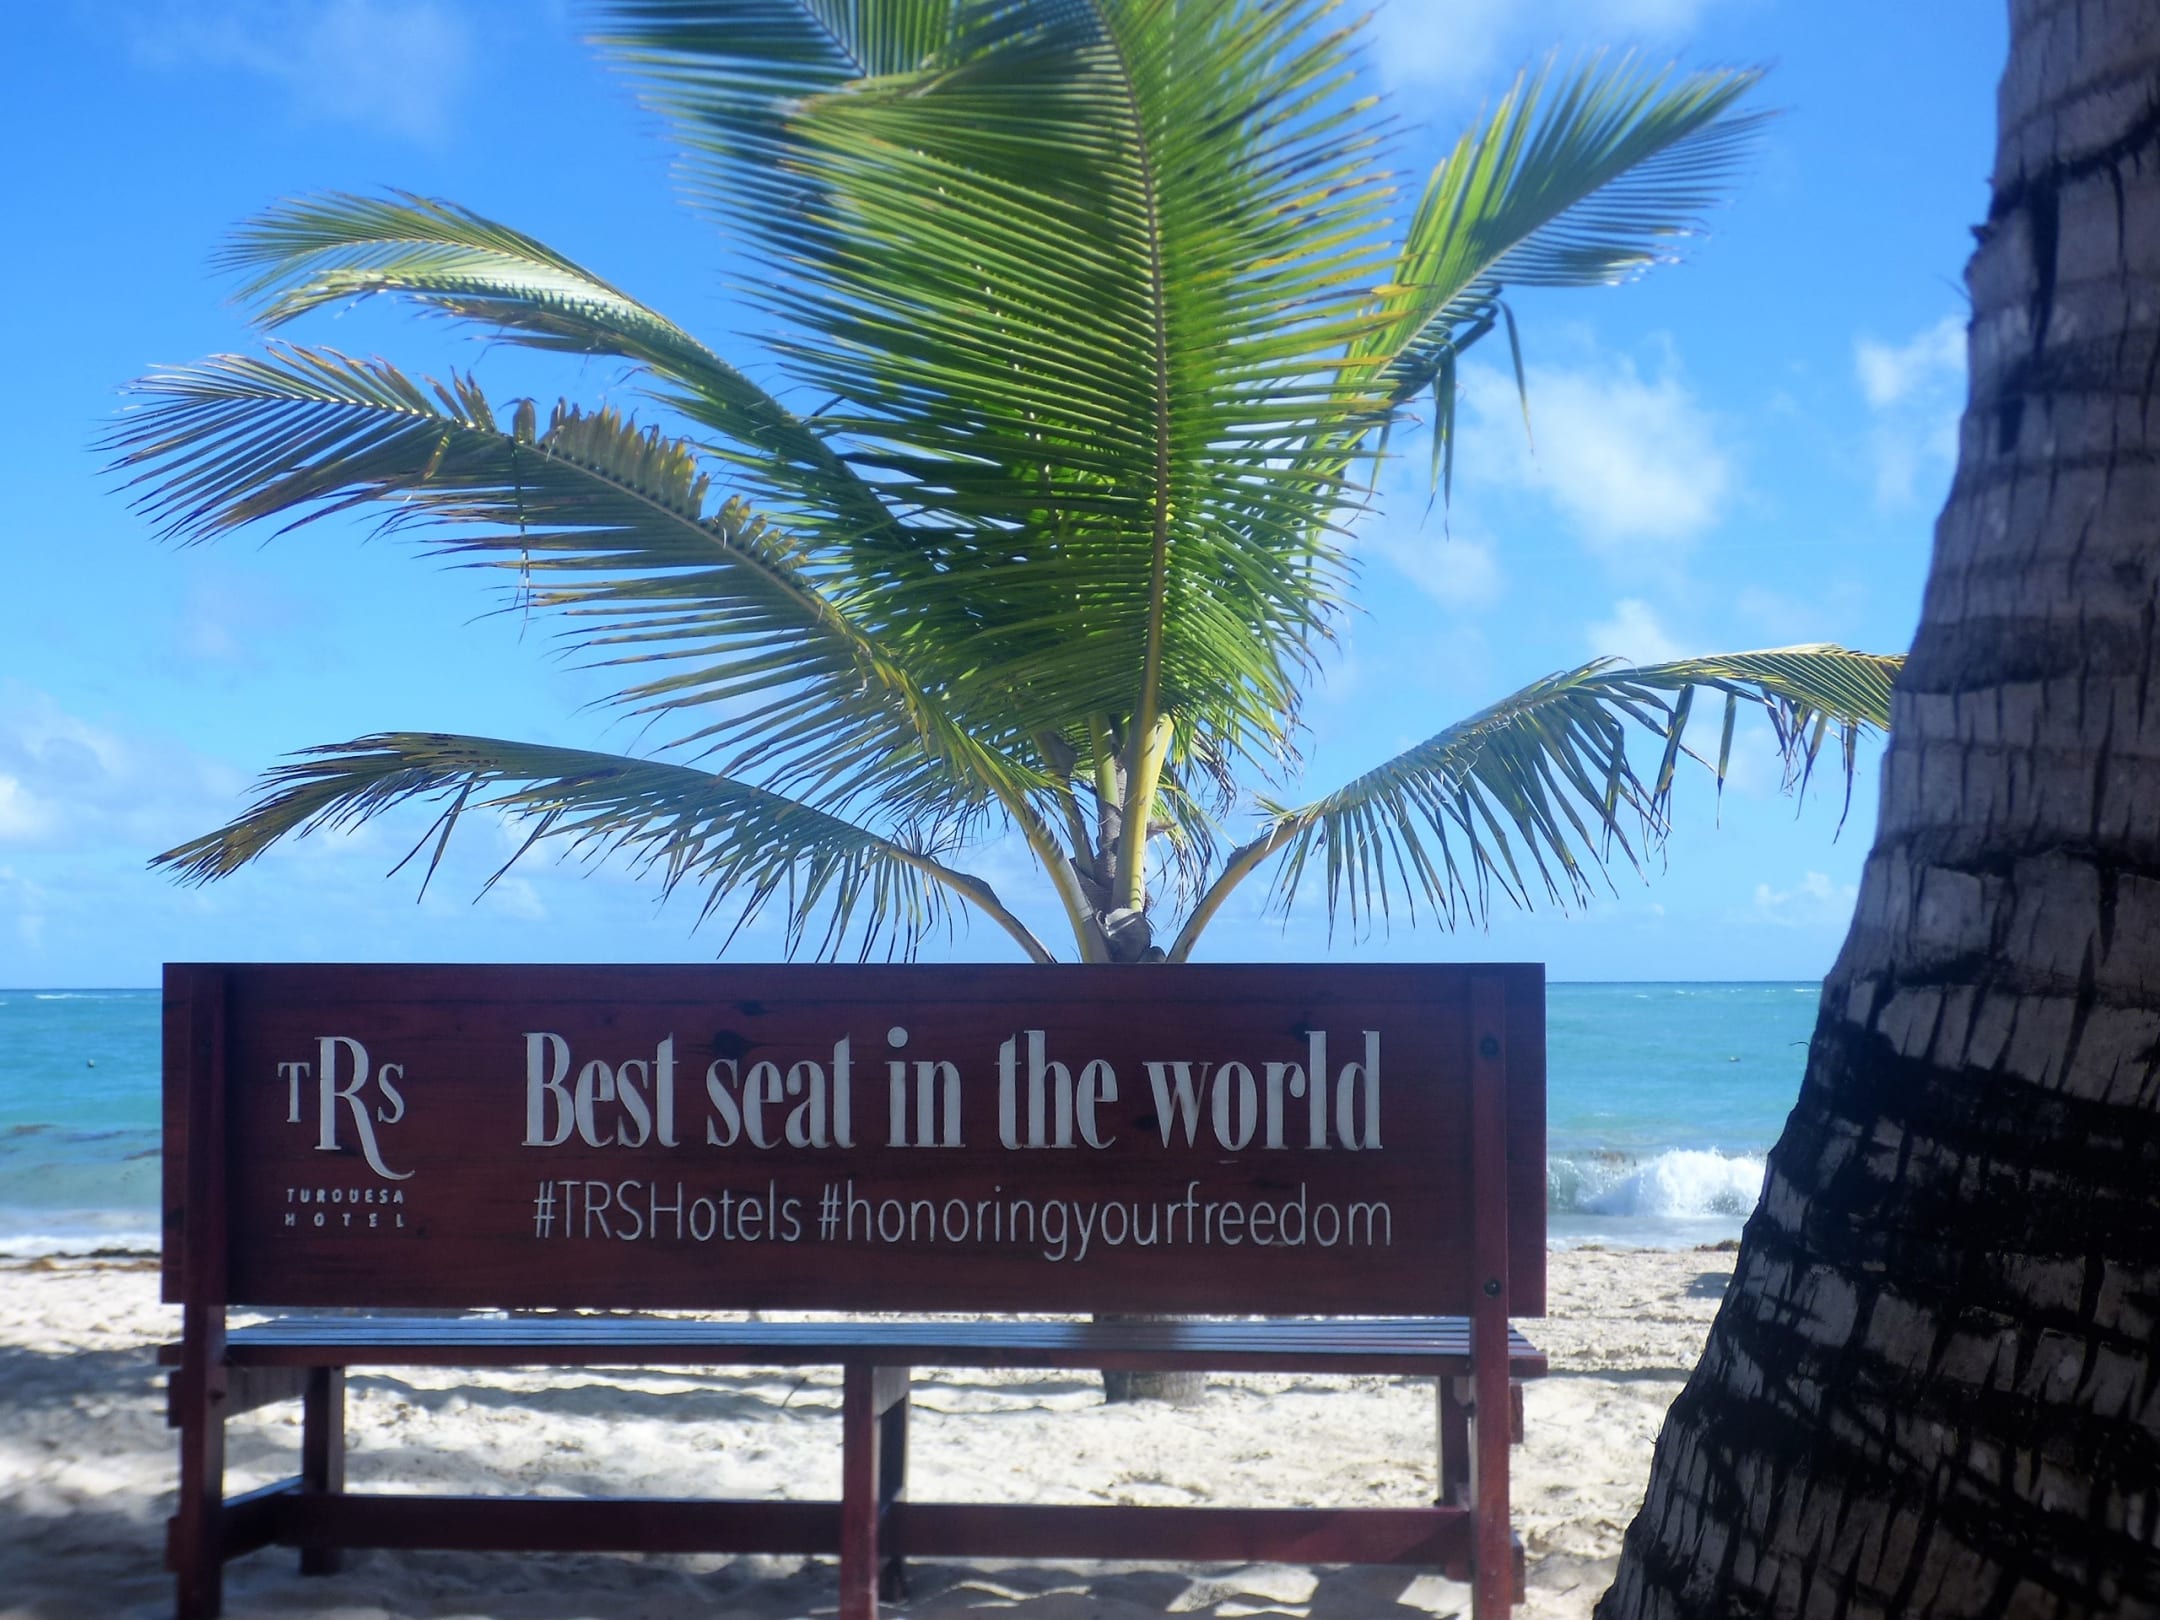 TRS
TURQUESA
HOTEL
Best seat in the world
#TRSHotels #honoringyourfreedom